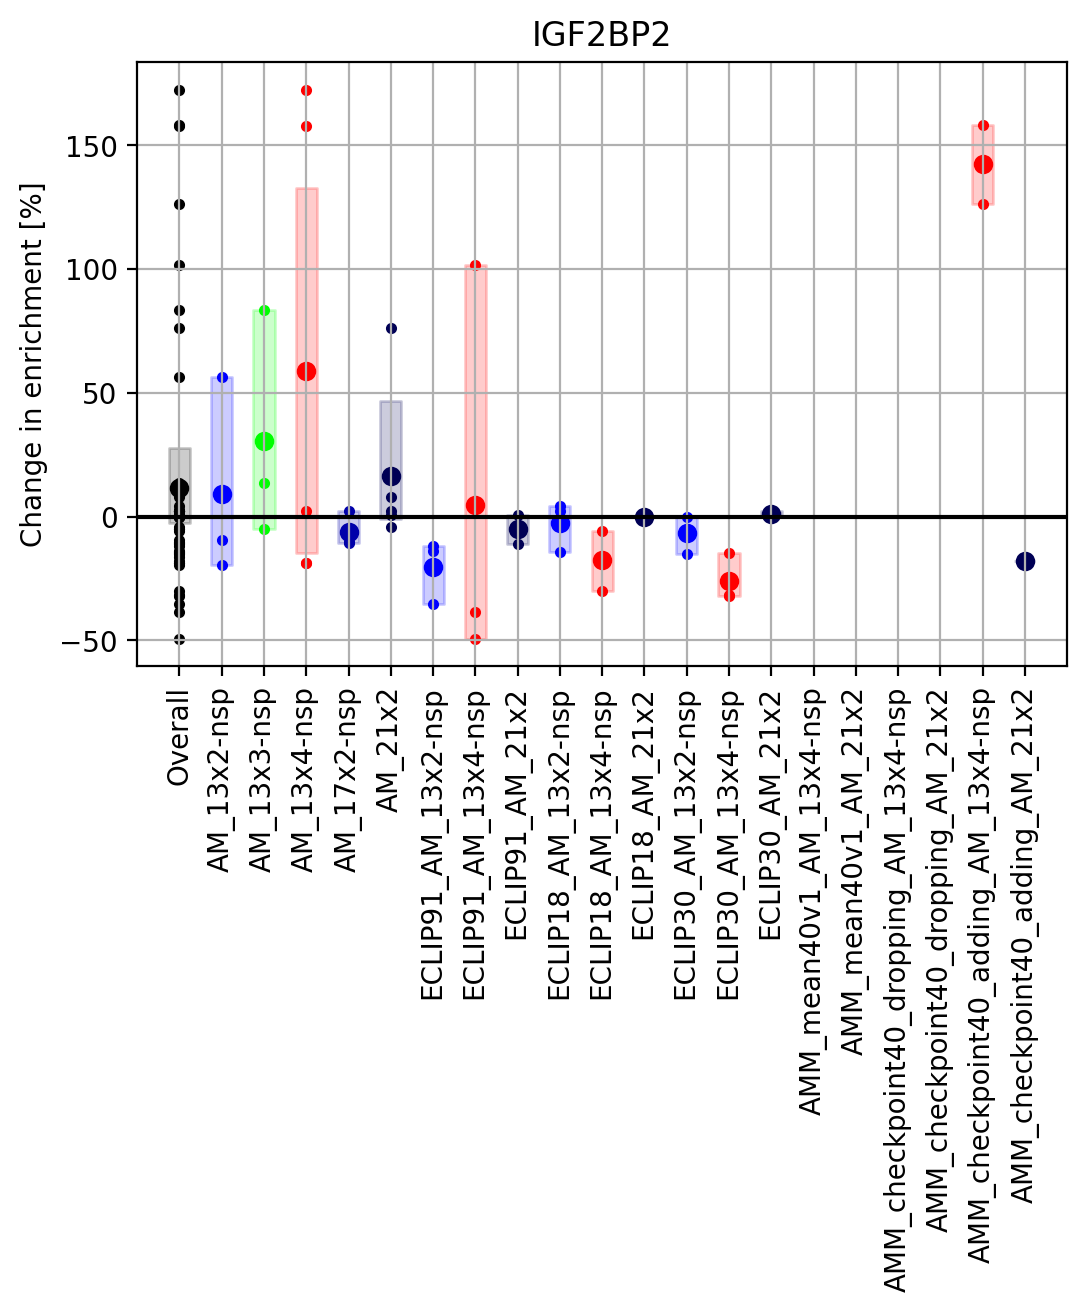 IGF2BP2
Change in enrichment [%]
150
100
50
0
−50
Overall
AM_13x2-nsp
AM_13x3-nsp
AM_13x4-nsp
AM_17x2-nsp
AM_21x2
ECLIP91_AM_13x2-nsp
ECLIP91_AM_13x4-nsp
ECLIP91_AM_21x2
ECLIP18_AM_13x2-nsp
ECLIP18_AM_13x4-nsp
ECLIP18_AM_21x2
ECLIP30_AM_13x2-nsp
ECLIP30_AM_13x4-nsp
ECLIP30_AM_21x2
AMM_mean40v1_AM_13x4-nsp
AMM_mean40v1_AM_21x2
AMM_checkpoint40_dropping_AM_13x4-nsp
AMM_checkpoint40_dropping_AM_21x2
AMM_checkpoint40_adding_AM_13x4-nsp
AMM_checkpoint40_adding_AM_21x2